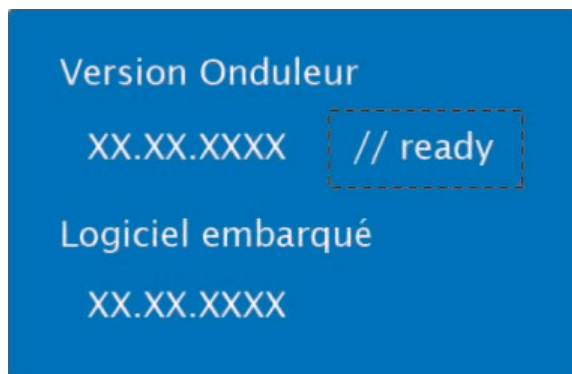 Version Onduleur
XX.XX.XXXX // ready
Logiciel embarqué
XX.XX.XXXX